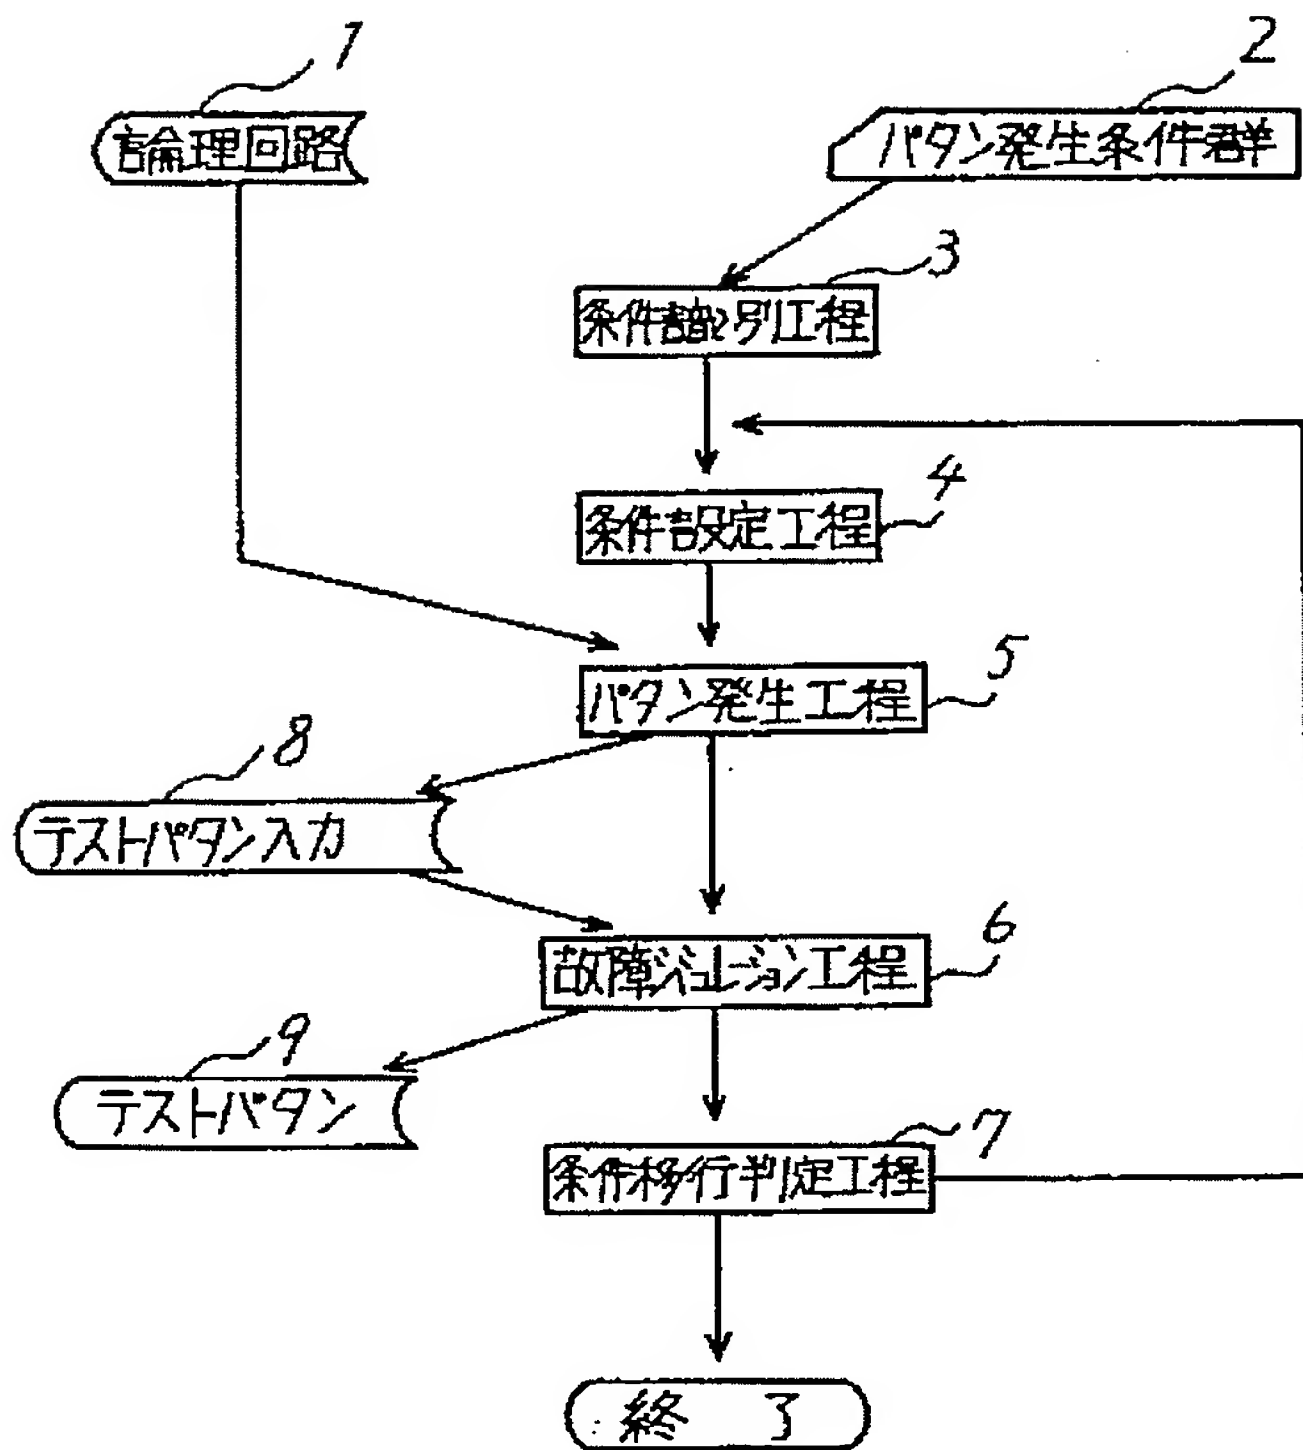 1
2
論理回路
パタン発生条件群
3
条件識別工程
4
条件設定工程
5
パタン発生工程
8
テストパタン入力
6
故障シミュレーション工程
9
テストパタン
7
条件移行判定工程
終 了